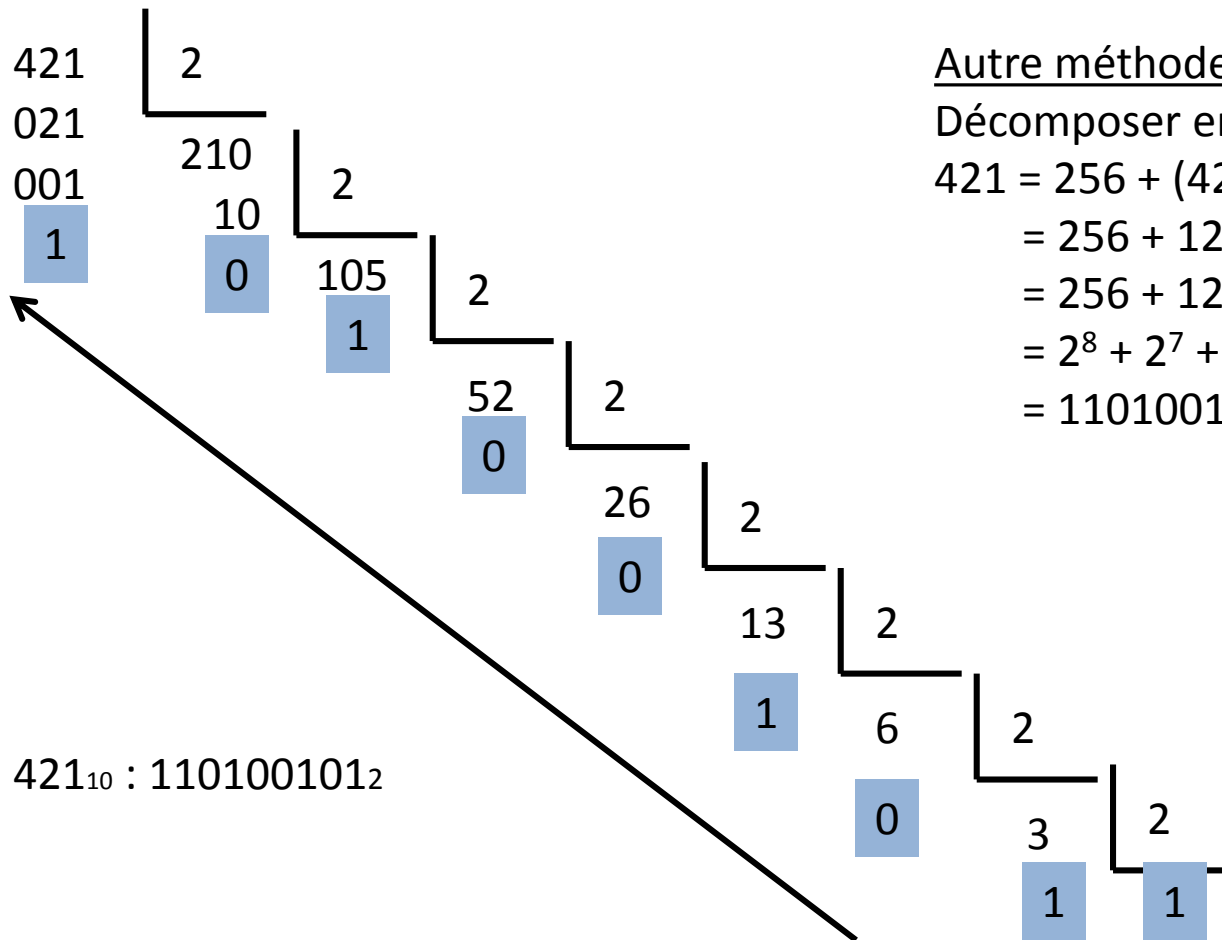 421 2
021
210
001 2
10
1
0 105 2
1
52 2
0
26 2
0
13 2
1
6 2
0
3 2
1 1
421₁₀ : 110100101₂
Autre méthode
Décomposer
421 = 256 + (42
= 256 + 12
= 256 + 12
= 2⁸ + 2⁷ +
= 1101001